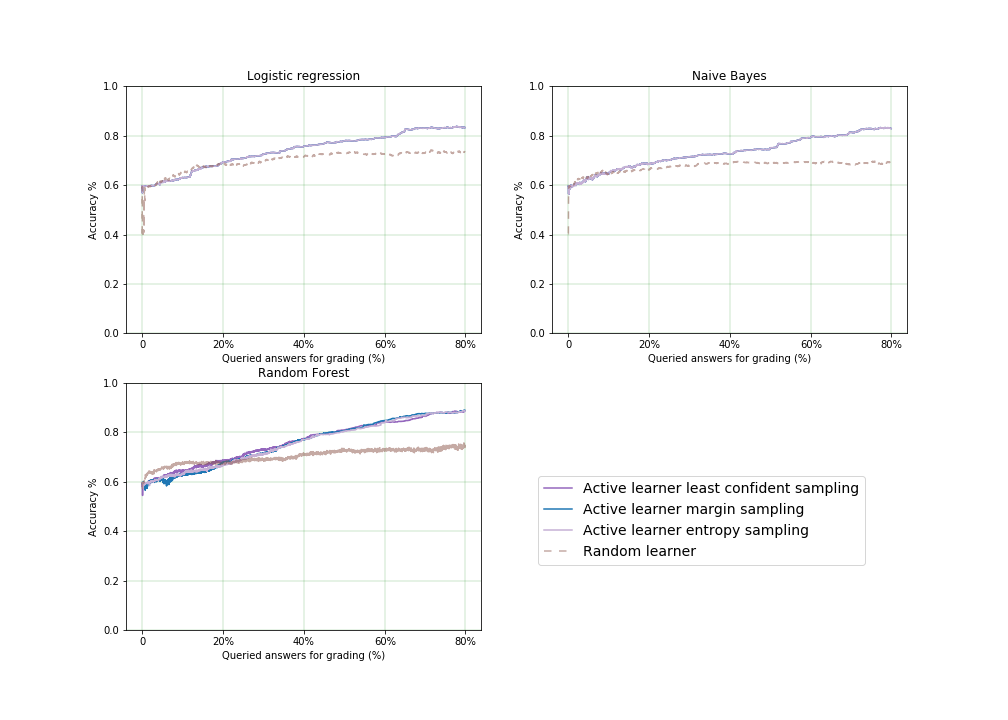 Logistic regression
1.0
0.8
0.6
0.4
0.2
0.0
Accuracy %
0 20% 40% 60% 80%
Queried answers for grading (%)
Naive Bayes
1.0
0.8
0.6
0.4
0.2
0.0
Accuracy %
0 20% 40% 60% 80%
Queried answers for grading (%)
Random Forest
1.0
0.8
0.6
0.4
0.2
0.0
Accuracy %
0 20% 40% 60% 80%
Queried answers for grading (%)
Active learner least confident sampling
Active learner margin sampling
Active learner entropy sampling
Random learner